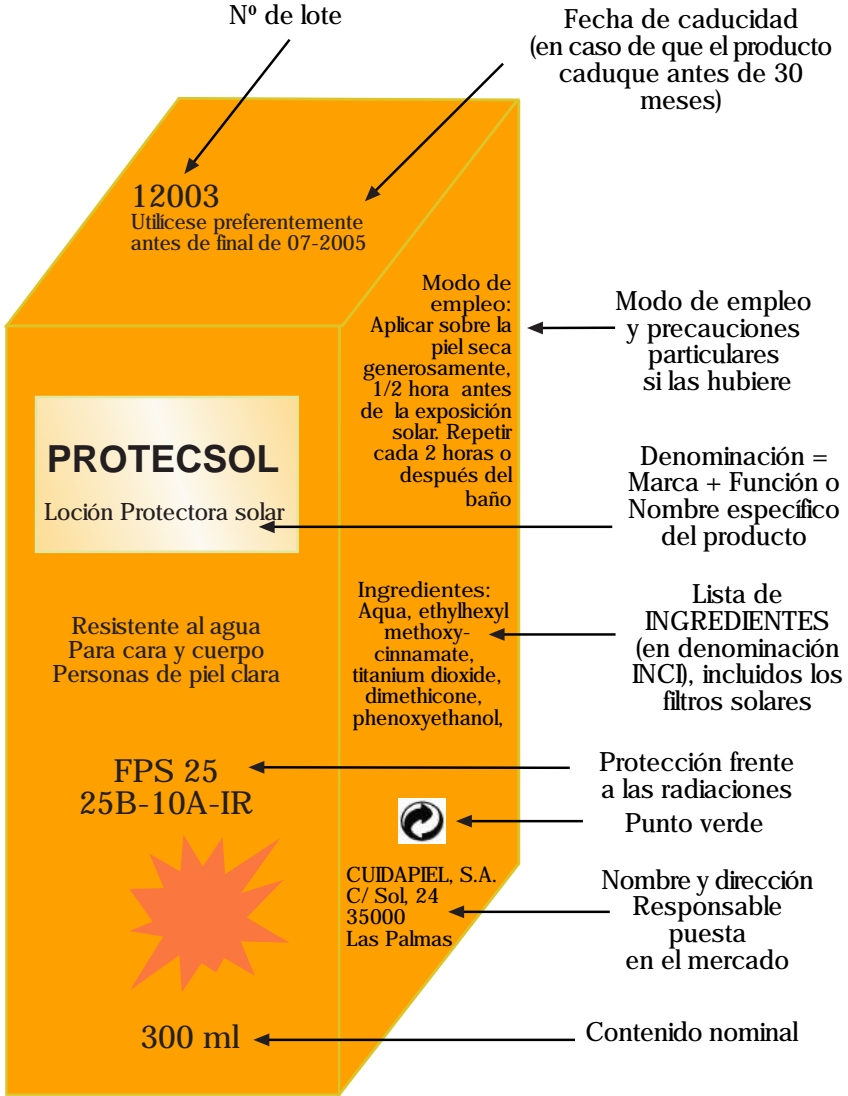 Nº de lote
Fecha de caducidad
(en caso de que el producto
caduque antes de 30
meses)
12003
Utilícese preferentemente
antes de final de 07-2005
Modo de
empleo:
Aplicar sobre la
piel seca
generosamente,
1/2 hora antes
de la exposición
solar. Repetir
cada 2 horas o
después del
baño
Modo de empleo
y precauciones
particulares
si las hubiere
PROTECSOL
Loción Protectora solar
Denominación =
Marca + Función o
Nombre específico
del producto
Resistente al agua
Para cara y cuerpo
Personas de piel clara
Ingredientes:
Aqua, ethylhexyl
methoxy-
cinnamate,
titanium dioxide,
dimethicone,
phenoxyethanol,
Lista de
INGREDIENTES
(en denominación
INCI), incluidos los
filtros solares
FPS 25
25B-10A-IR
Protección frente
a las radiaciones
Punto verde
CUIDAPIEL, S.A.
C/ Sol, 24
35000
Las Palmas
Nombre y dirección
Responsable
puesta
en el mercado
300 ml
Contenido nominal